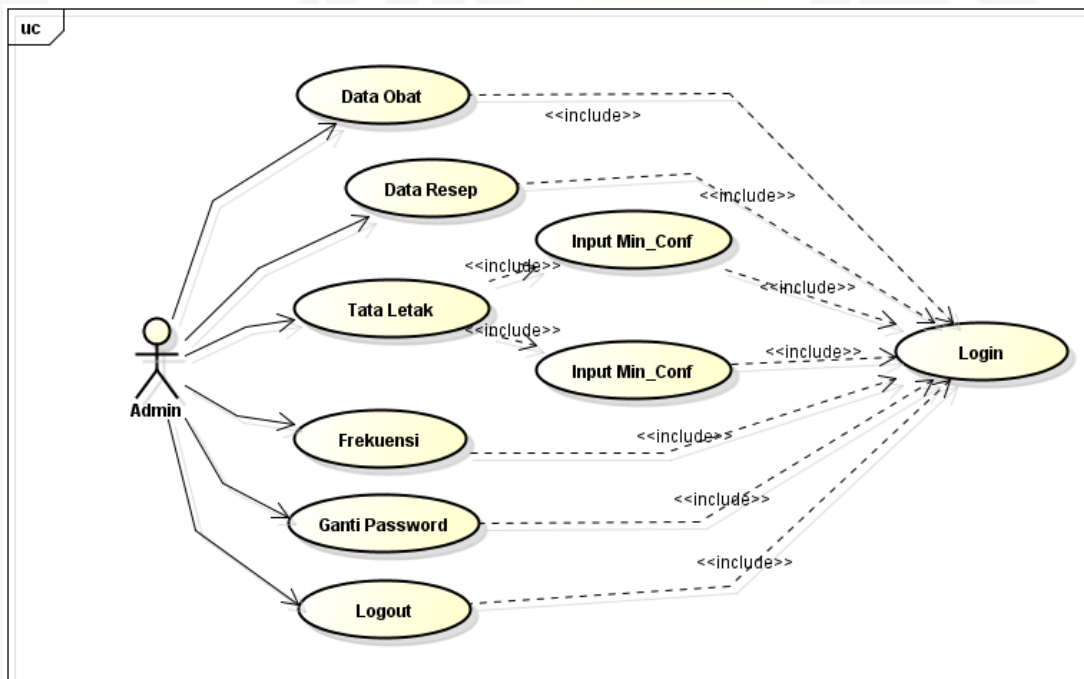 uc
Data Obat
<<include>>
Data Resep
<<include>>
Input Min_Conf
<<include>>
<<include>>
Tata Letak
<<include>>
Input Min_Conf
<<include>>
Login
Admin
Frekuensi
<<include>>
Ganti Password
<<include>>
Logout
<<include>>